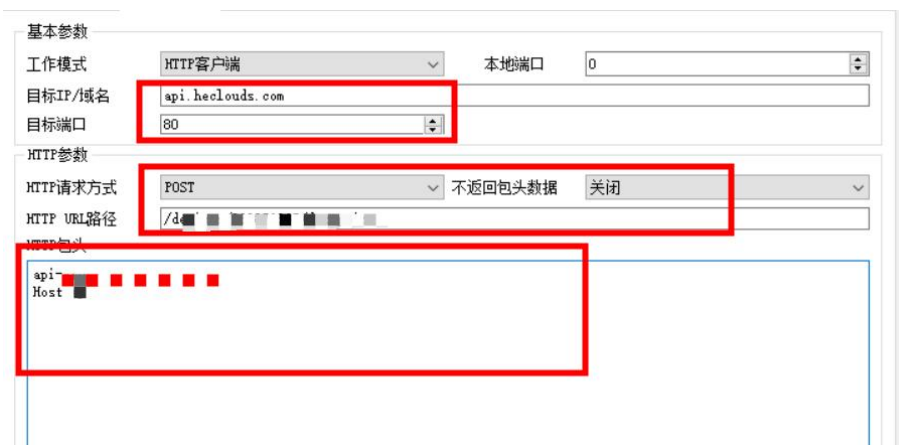 基本参数
工作模式 HTTP客户端 本地端口 0
目标IP/域名 api.heclouds.com
目标端口 80
HTTP参数
HTTP请求方式 POST 不返回包头数据 关闭
HTTP URL路径 /de
HTTP包头
api-
Host